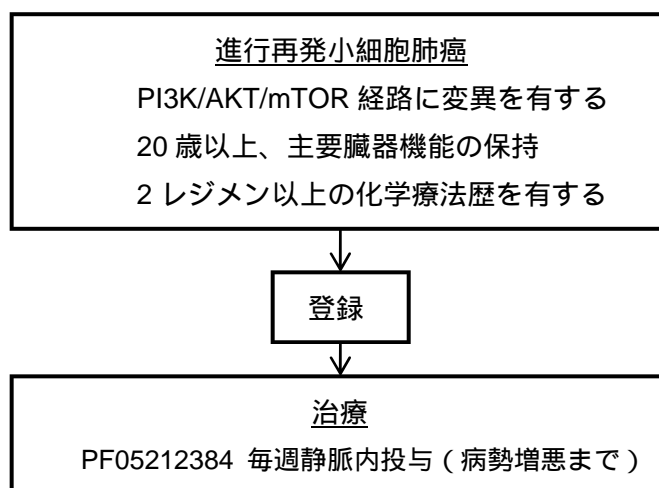 進行再発小細胞肺癌
PI3K/AKT/mTOR 経路に変異を有する
20 歳以上、主要臓器機能の保持
2 レジメン以上の化学療法歴を有する
登録
治療
PF05212384 毎週静脈内投与（病勢増悪まで）